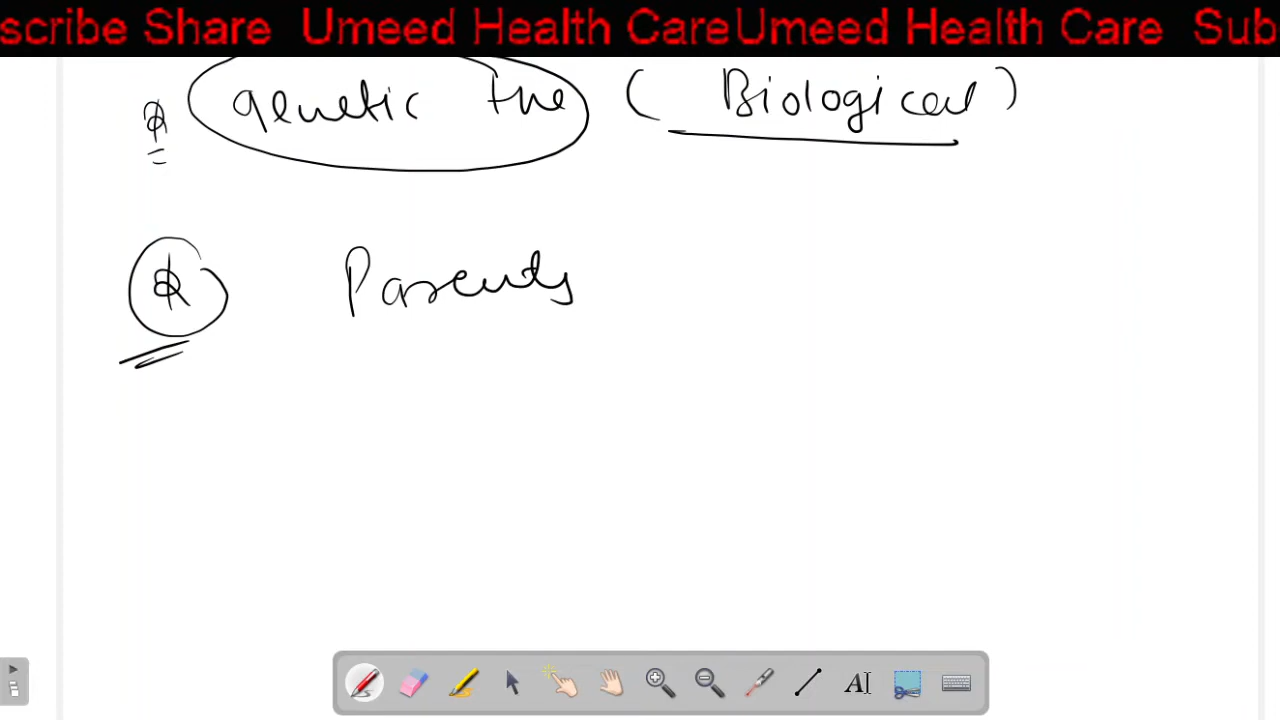 scribe Share Umeed Health CareUmeed Health Care Sub
genetic the ( Biological )
Parents